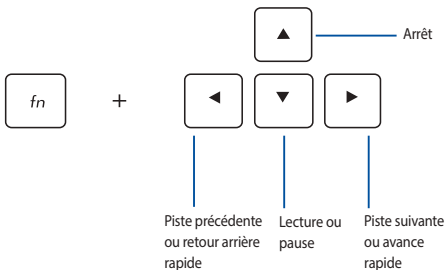 Arrêt
fn +
Piste précédente
ou retour arrière
rapide
Lecture ou
pause
Piste suivante
ou avance
rapide